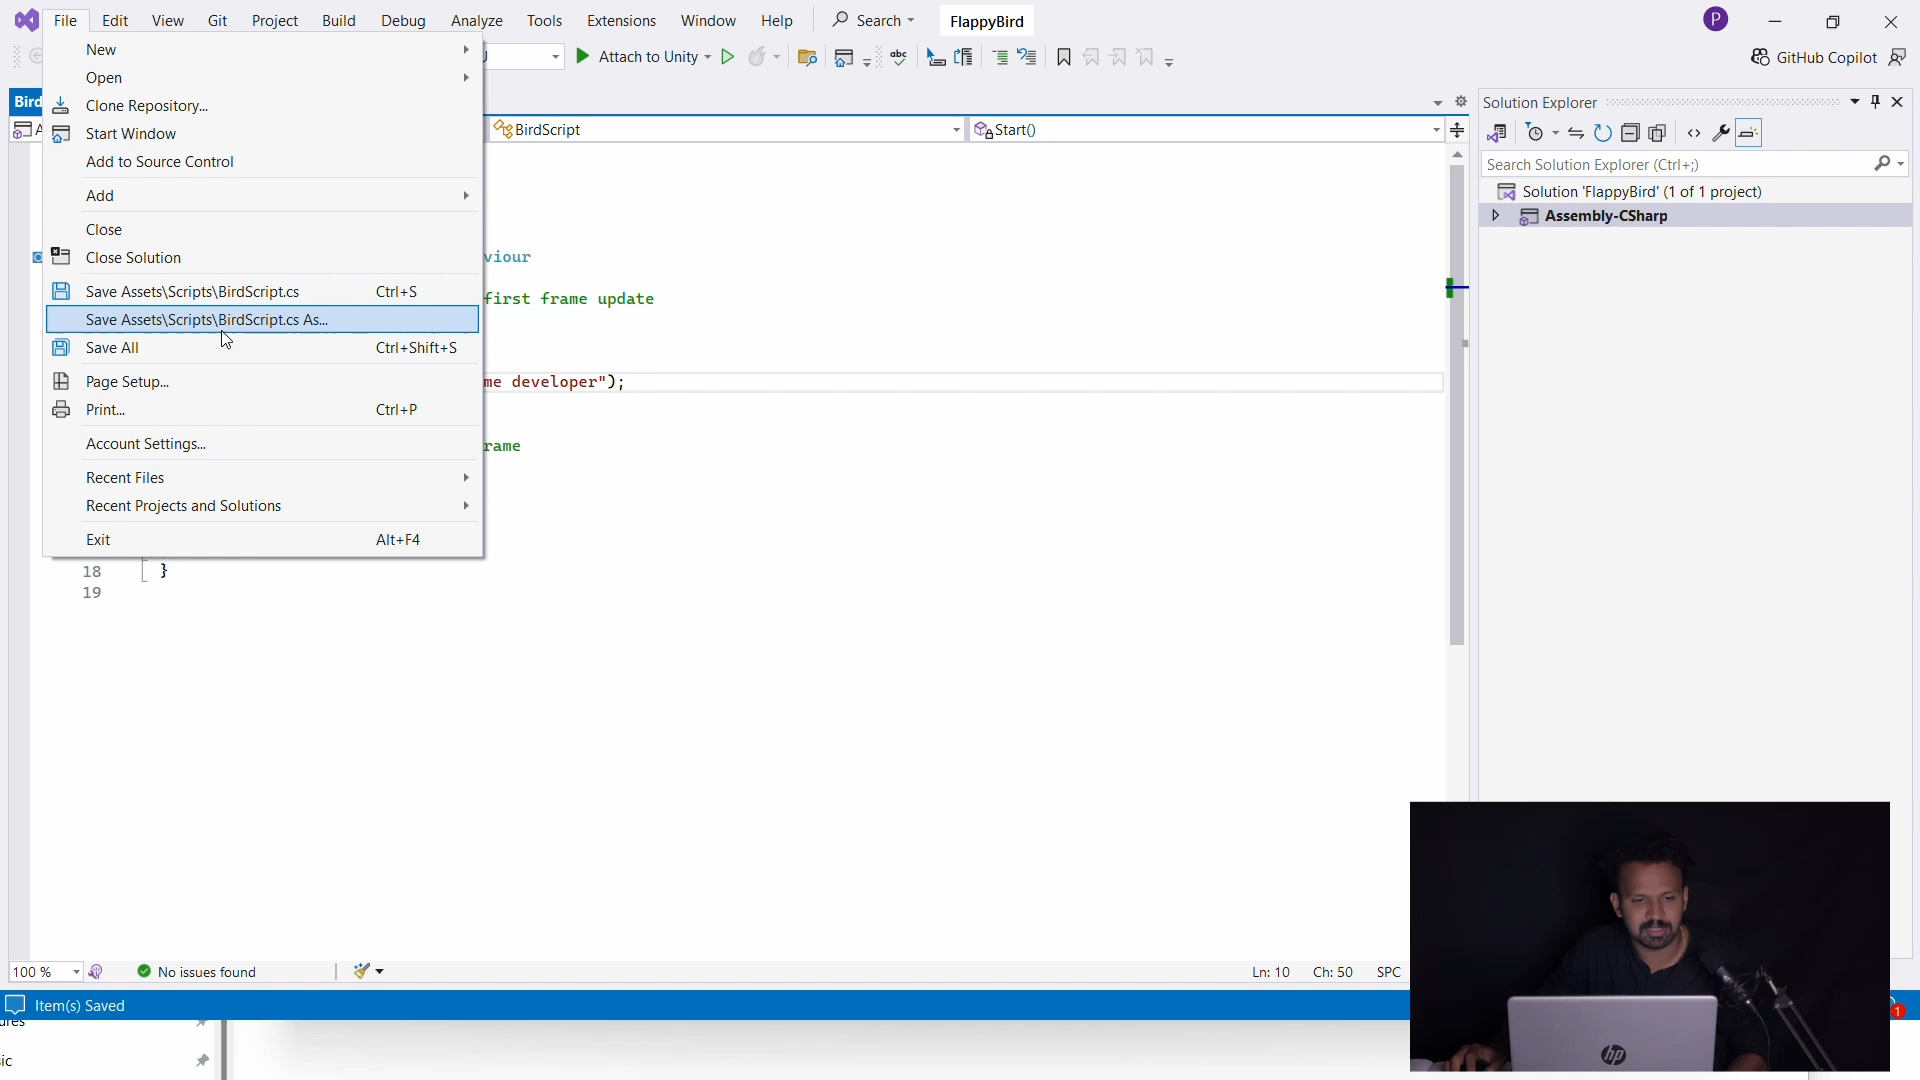 File Edit View Git Project Build Debug Analyze Tools Extensions Window Help Search FlappyBird P
Attach to Unity GitHub Copilot
New
Open
Clone Repository...
Start Window
Add to Source Control
Add
Close
Close Solution
Save Assets\Scripts\BirdScript.cs Ctrl+S
Save Assets\Scripts\BirdScript.cs As...
Save All Ctrl+Shift+S
Page Setup...
Print... Ctrl+P
Account Settings...
Recent Files
Recent Projects and Solutions
Exit Alt+F4
Bird
A BirdScript Start()
viour
first frame update
me developer");
rame
18 }
19
Solution Explorer
Search Solution Explorer (Ctrl+;)
Solution 'FlappyBird' (1 of 1 project)
Assembly-CSharp
100 % No issues found Ln: 10 Ch: 50 SPC
Item(s) Saved 1
ures
ic
hp